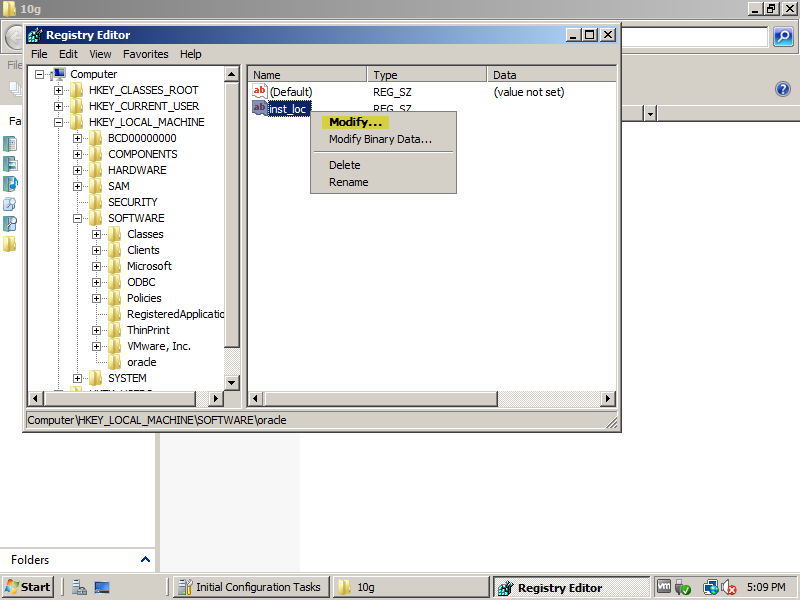 10g
Registry Editor
File Edit View Favorites Help
Computer
HKEY_CLASSES_ROOT
HKEY_CURRENT_USER
HKEY_LOCAL_MACHINE
BCD00000000
COMPONENTS
HARDWARE
SAM
SECURITY
SOFTWARE
Classes
Clients
Microsoft
ODBC
Policies
RegisteredApplicatio
ThinPrint
VMware, Inc.
oracle
SYSTEM
Name Type Data
ab (Default) REG_SZ (value not set)
ab inst_loc REG_SZ
Modify...
Modify Binary Data...
Delete
Rename
Computer\HKEY_LOCAL_MACHINE\SOFTWARE\oracle
File
Fa
Folders
Start Initial Configuration Tasks 10g Registry Editor vm 5:09 PM